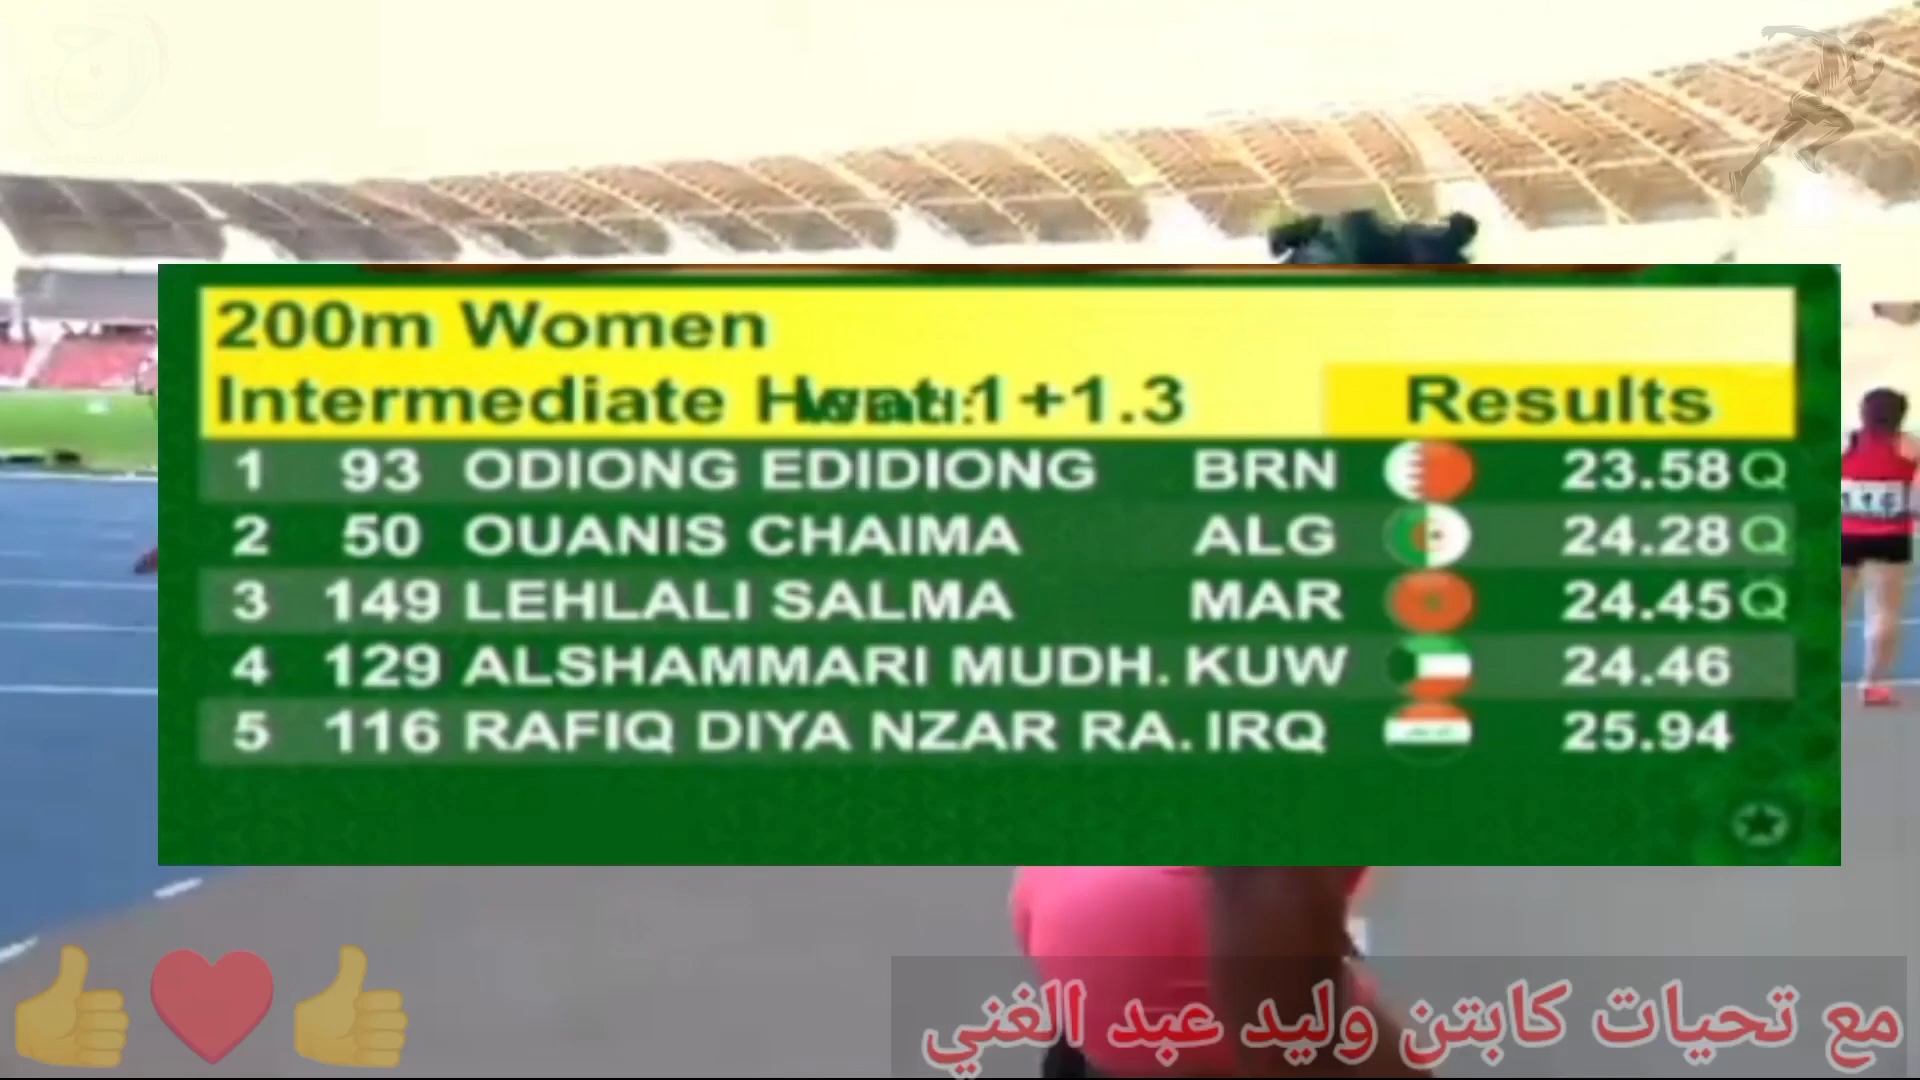 200m Women
Intermediate Heat:1 +1.3
Results
1 93 ODIONG EDIDIONG BRN 23.58 Q
2 50 OUANIS CHAIMA ALG 24.28 Q
3 149 LEHLALI SALMA MAR 24.45 Q
4 129 ALSHAMMARI MUDH. KUW 24.46
5 116 RAFIQ DIYA NZAR RA. IRQ 25.94
مع تحيات كابتن وليد عبد الغني